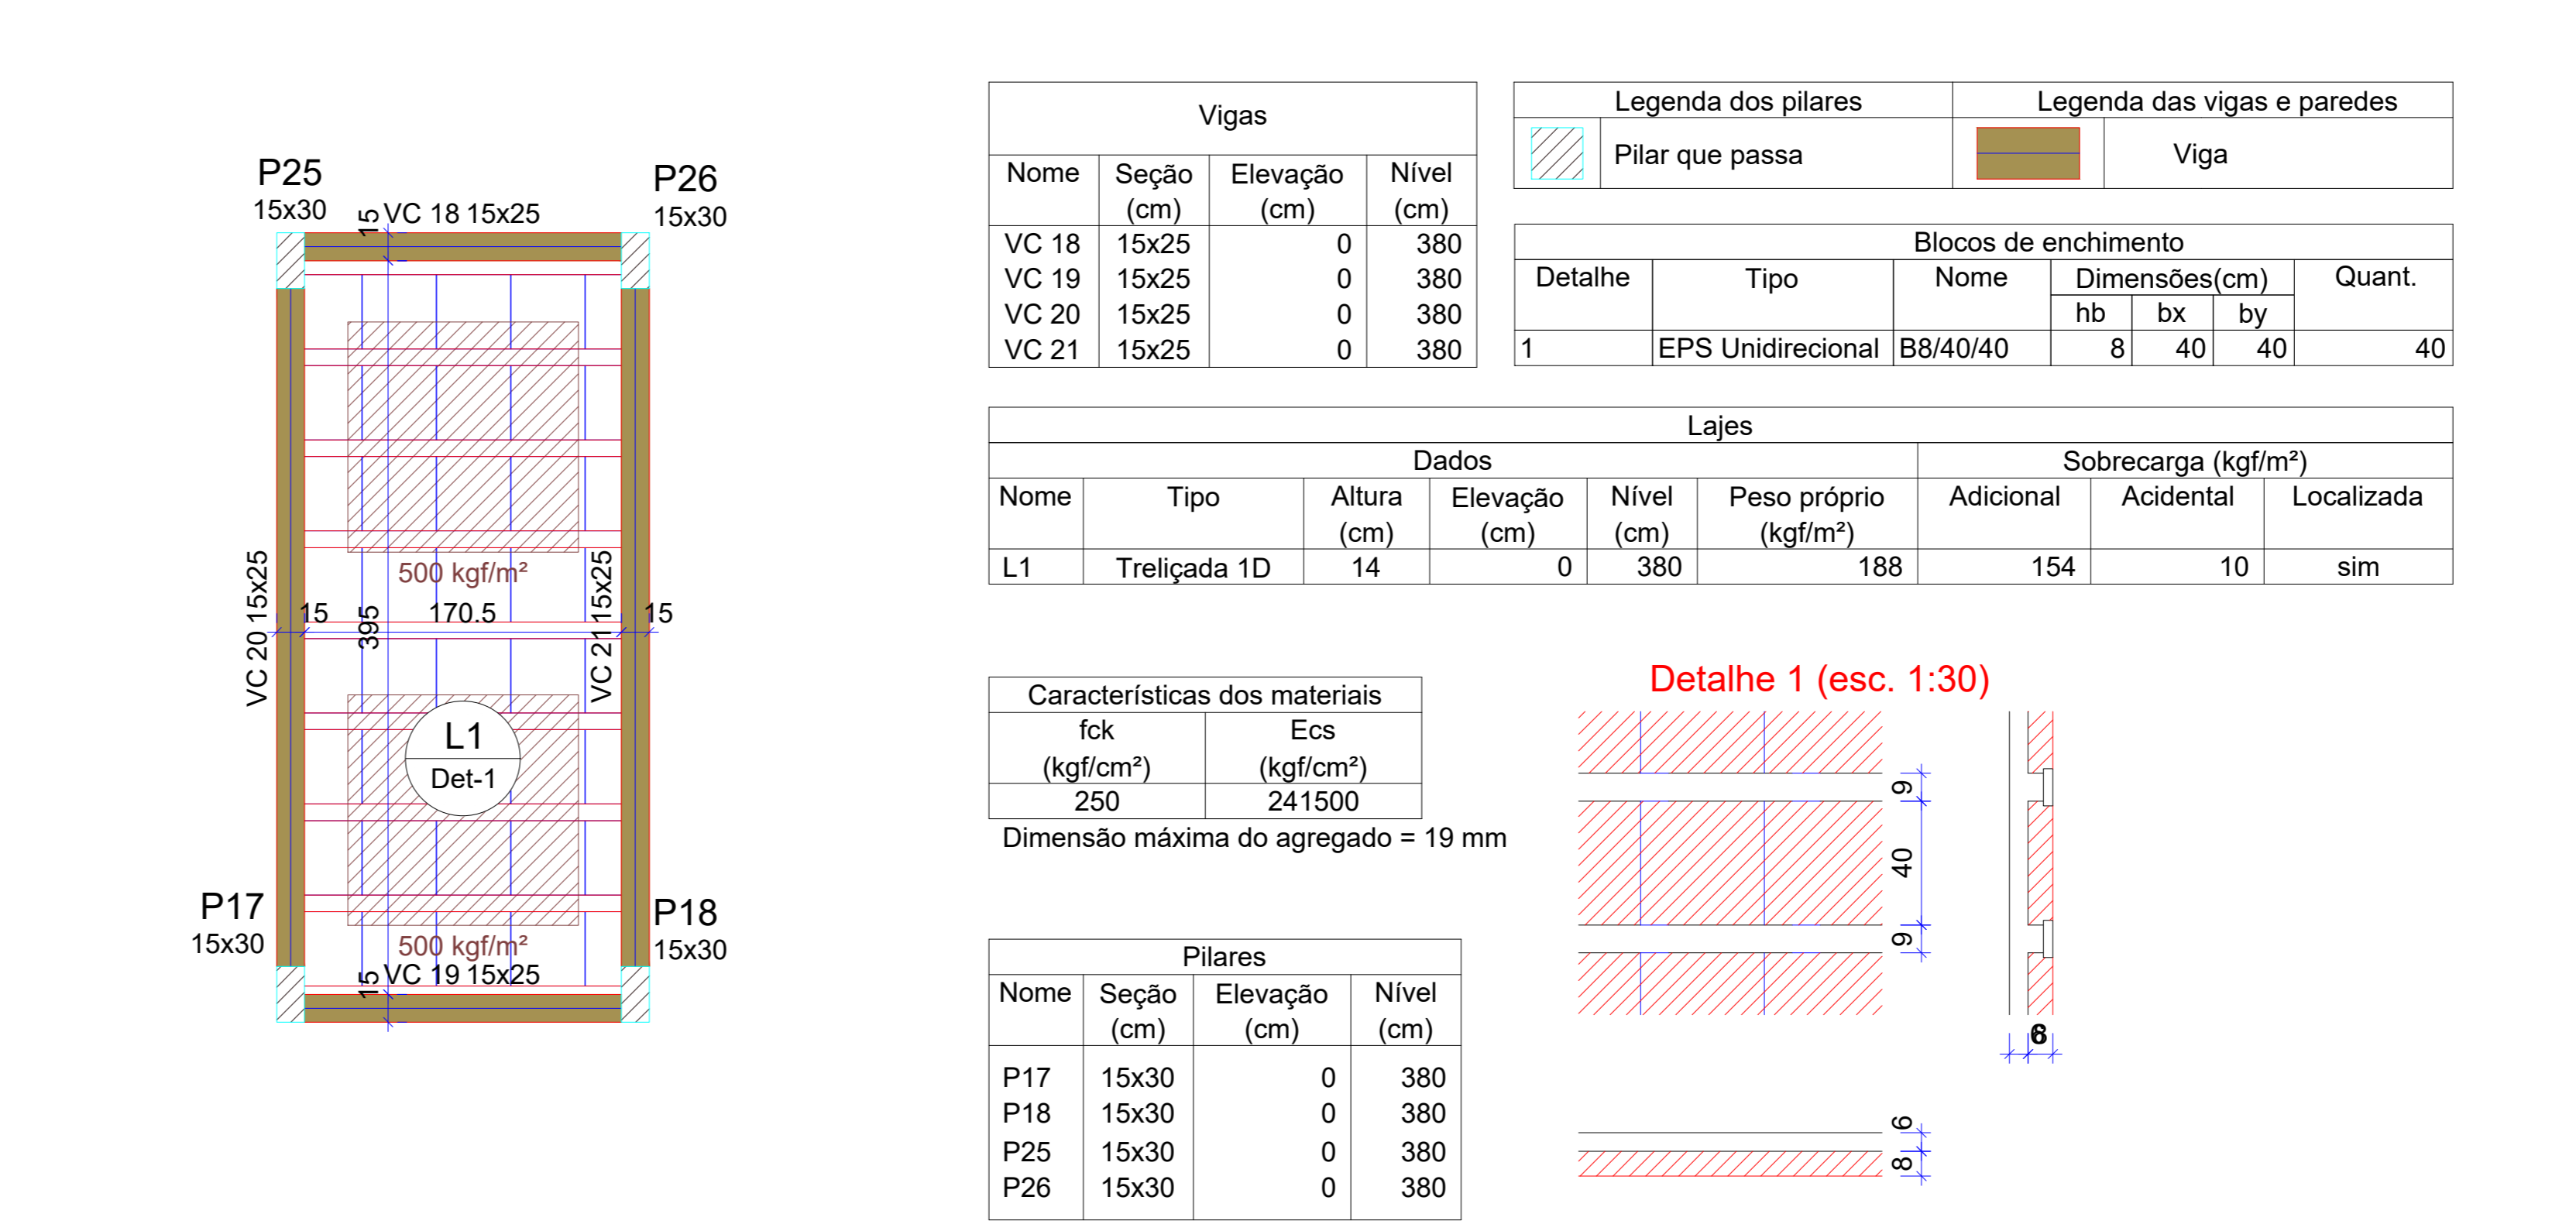 P25
15x30
P26
15x30
15
VC 18 15x25
500 kgf/m²
VC 20 15x25
VC 21 15x25
15
395
170.5
15
L1
Det-1
P17
15x30
P18
15x30
500 kgf/m²
15
VC 19 15x25
Vigas
Nome Seção (cm) Elevação (cm) Nível (cm)
VC 18 15x25 0 380
VC 19 15x25 0 380
VC 20 15x25 0 380
VC 21 15x25 0 380
Legenda dos pilares Legenda das vigas e paredes
Pilar que passa Viga
Blocos de enchimento
Detalhe Tipo Nome Dimensões(cm) Quant.
hb bx by
1 EPS Unidirecional B8/40/40 8 40 40 40
Lajes
Dados Sobrecarga (kgf/m²)
Nome Tipo Altura (cm) Elevação (cm) Nível (cm) Peso próprio (kgf/m²) Adicional Acidental Localizada
L1 Treliçada 1D 14 0 380 188 154 10 sim
Características dos materiais
fck (kgf/cm²) Ecs (kgf/cm²)
250 241500
Dimensão máxima do agregado = 19 mm
Pilares
Nome Seção (cm) Elevação (cm) Nível (cm)
P17 15x30 0 380
P18 15x30 0 380
P25 15x30 0 380
P26 15x30 0 380
Detalhe 1 (esc. 1:30)
9
40
9
6
8
6
8